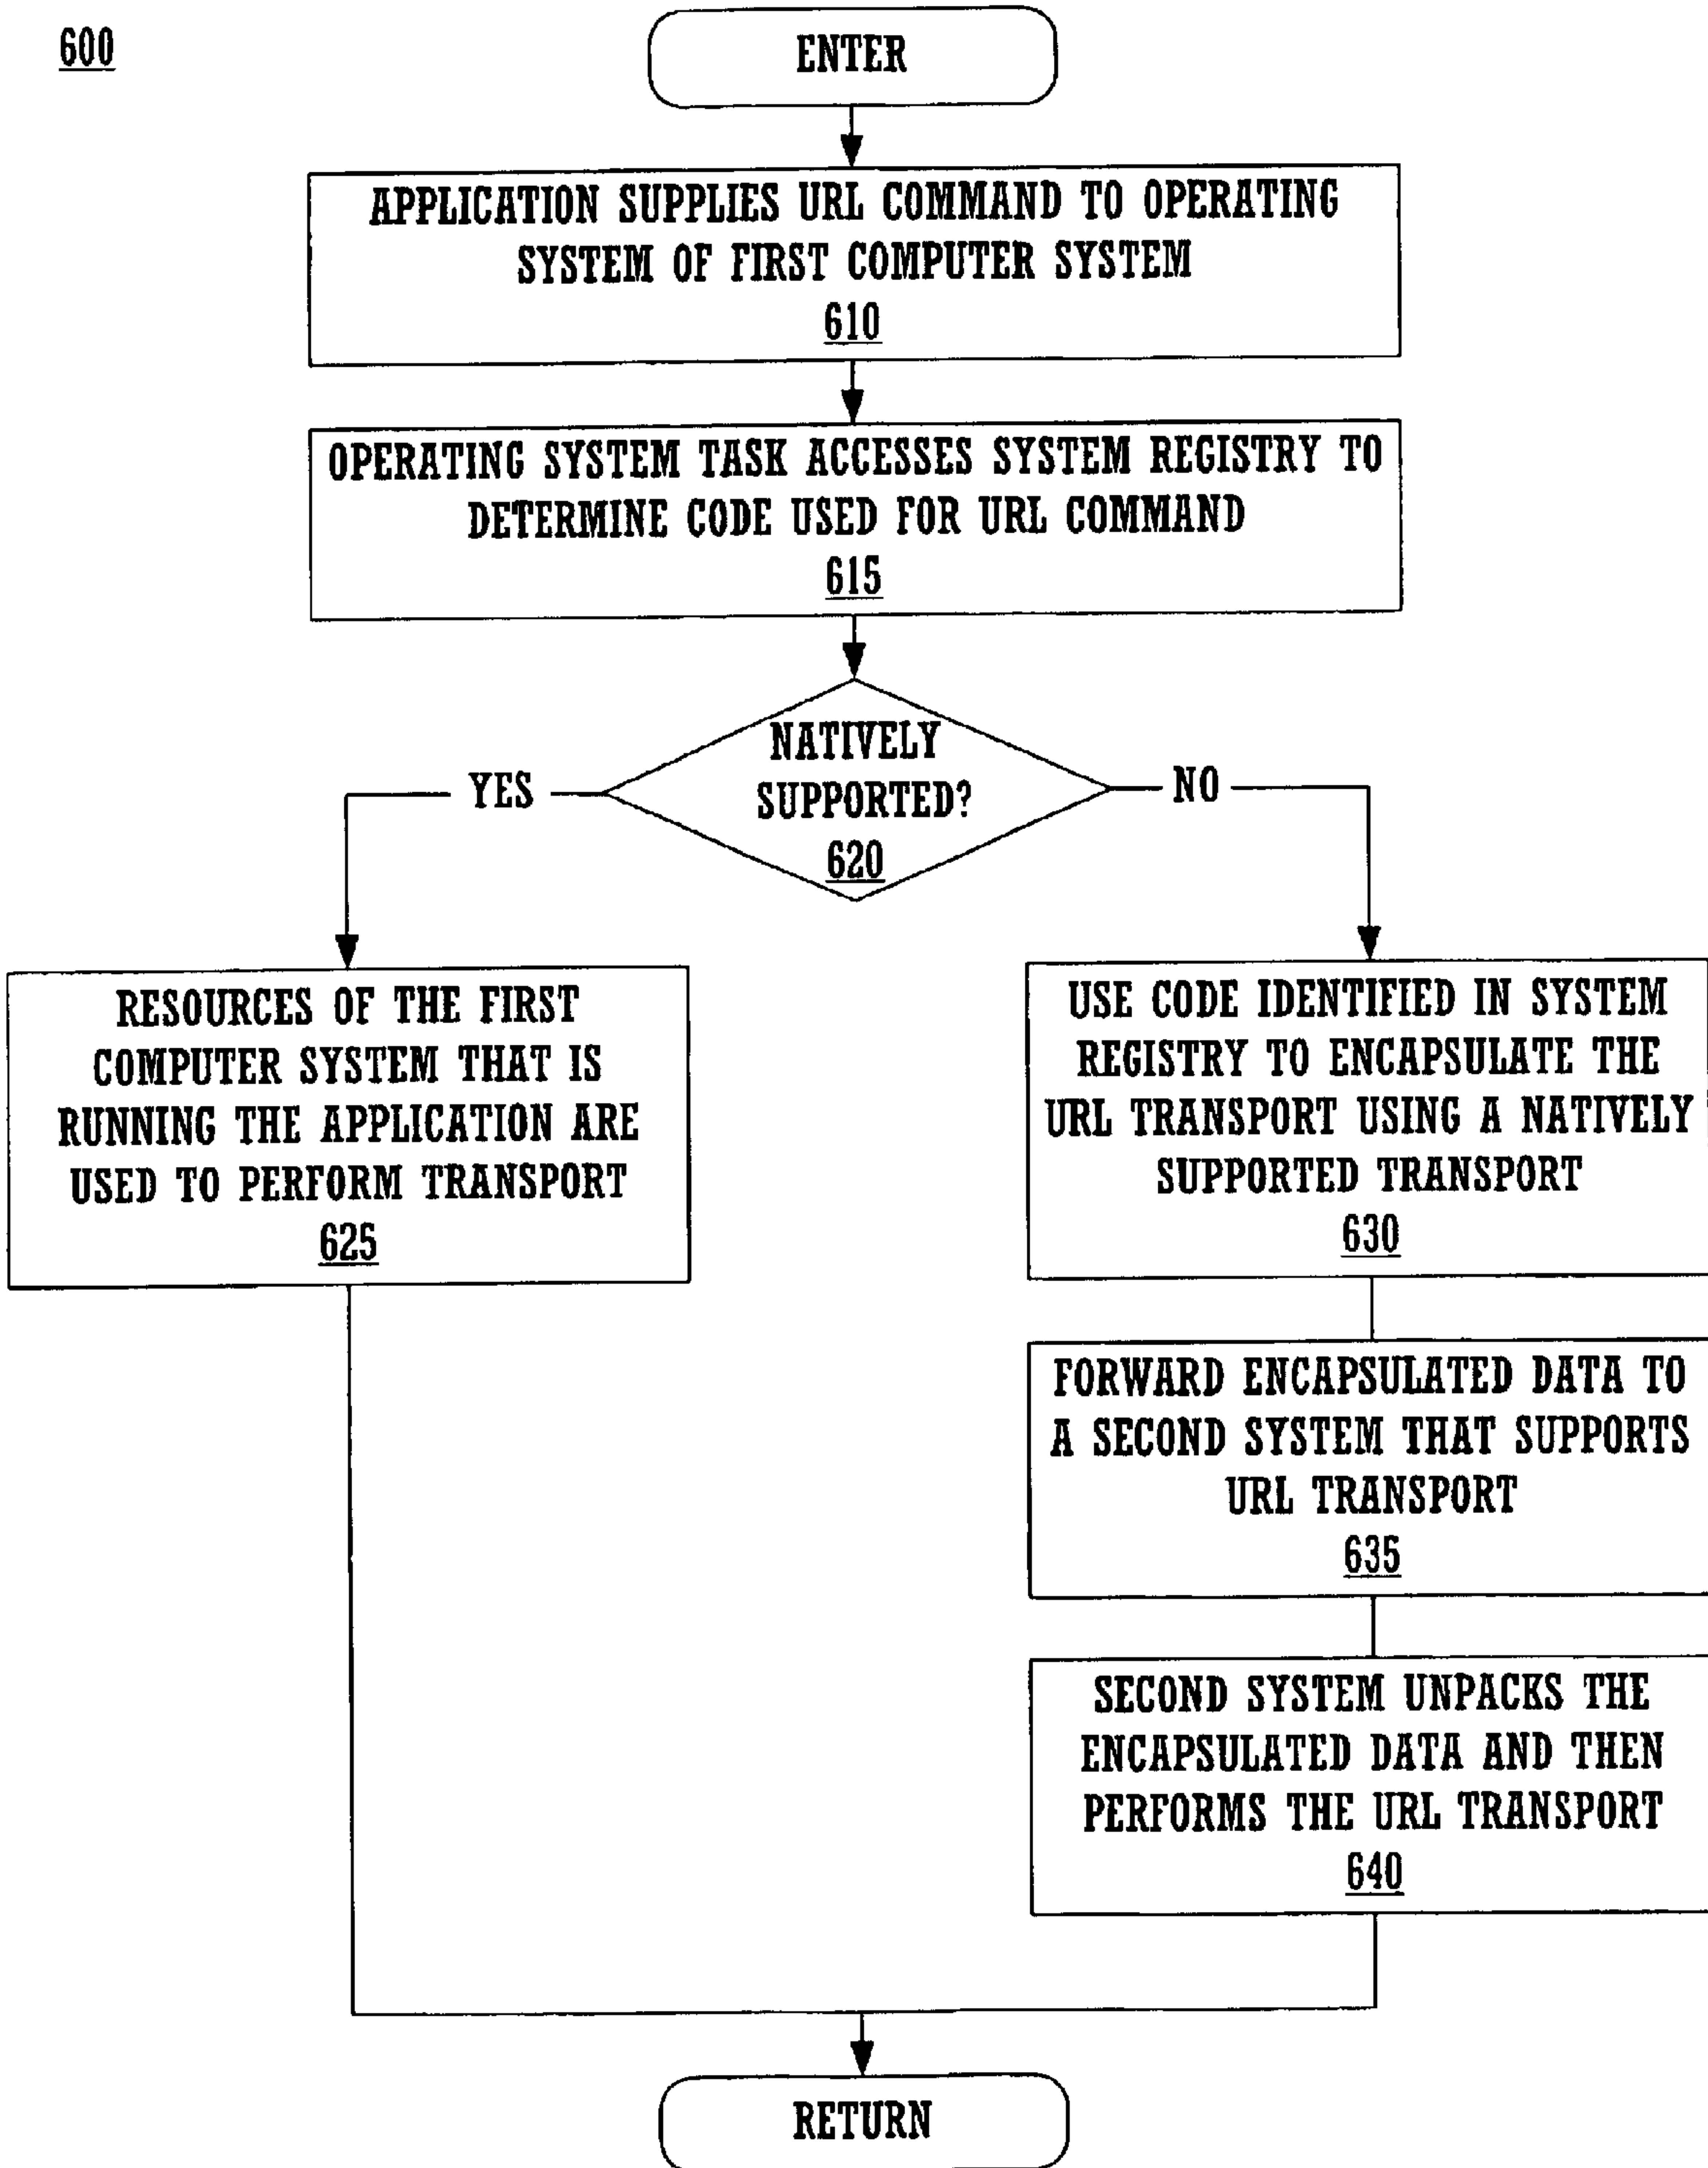 600
ENTER
APPLICATION SUPPLIES URL COMMAND TO OPERATING
SYSTEM OF FIRST COMPUTER SYSTEM
610
OPERATING SYSTEM TASK ACCESSES SYSTEM REGISTRY TO
DETERMINE CODE USED FOR URL COMMAND
615
NATIVELY
SUPPORTED?
620
YES
NO
RESOURCES OF THE FIRST
COMPUTER SYSTEM THAT IS
RUNNING THE APPLICATION ARE
USED TO PERFORM TRANSPORT
625
USE CODE IDENTIFIED IN SYSTEM
REGISTRY TO ENCAPSULATE THE
URL TRANSPORT USING A NATIVELY
SUPPORTED TRANSPORT
630
FORWARD ENCAPSULATED DATA TO
A SECOND SYSTEM THAT SUPPORTS
URL TRANSPORT
635
SECOND SYSTEM UNPACKS THE
ENCAPSULATED DATA AND THEN
PERFORMS THE URL TRANSPORT
640
RETURN